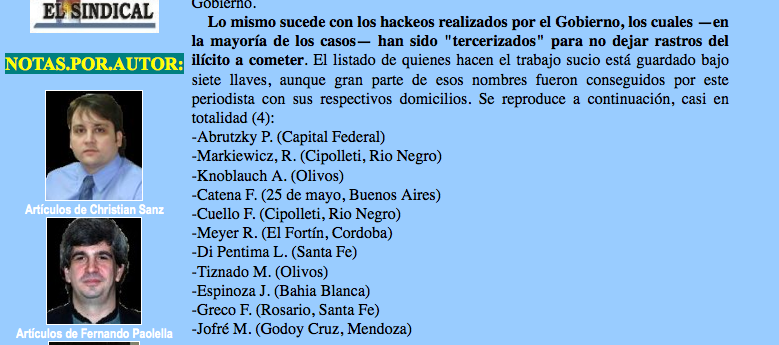 EL SINDICAL
NOTAS.POR.AUTOR:
Artículos de Christian Sanz
Artículos de Fernando Paolella
Gobierno.
Lo mismo sucede con los hackeos realizados por el Gobierno, los cuales —en
la mayoría de los casos— han sido "tercerizados" para no dejar rastros del
ilícito a cometer. El listado de quienes hacen el trabajo sucio está guardado bajo
siete llaves, aunque gran parte de esos nombres fueron conseguidos por este
periodista con sus respectivos domicilios. Se reproduce a continuación, casi en
totalidad (4):
-Abrutzky P. (Capital Federal)
-Markiewicz, R. (Cipolleti, Rio Negro)
-Knoblauch A. (Olivos)
-Catena F. (25 de mayo, Buenos Aires)
-Cuello F. (Cipolleti, Rio Negro)
-Meyer R. (El Fortín, Cordoba)
-Di Pentima L. (Santa Fe)
-Tiznado M. (Olivos)
-Espinoza J. (Bahia Blanca)
-Greco F. (Rosario, Santa Fe)
-Jofré M. (Godoy Cruz, Mendoza)